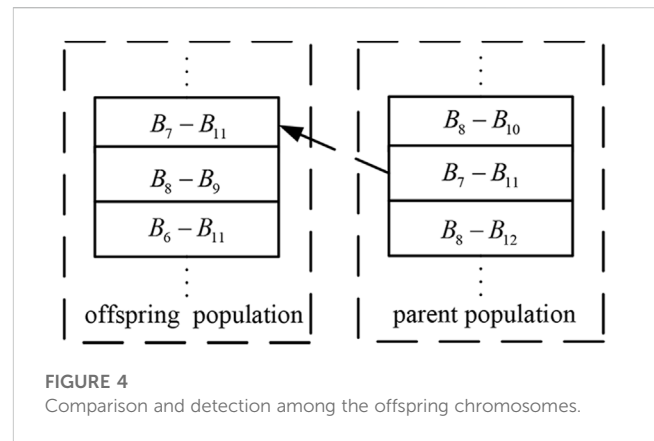 B₇ − B₁₁
B₈ − B₉
B₆ − B₁₁
offspring population
B₈ − B₁₀
B₇ − B₁₁
B₈ − B₁₂
parent population
FIGURE 4
Comparison and detection among the offspring chromosomes.